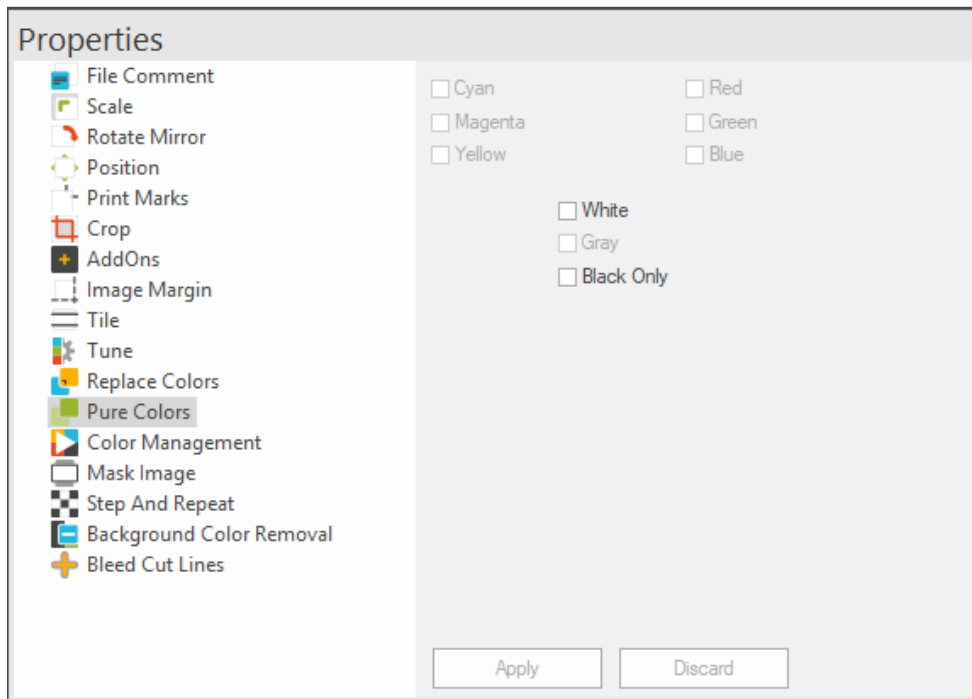 Properties
File Comment
Scale
Rotate Mirror
Position
Print Marks
Crop
AddOns
Image Margin
Tile
Tune
Replace Colors
Pure Colors
Color Management
Mask Image
Step And Repeat
Background Color Removal
Bleed Cut Lines
Cyan Red
Magenta Green
Yellow Blue
White
Gray
Black Only
Apply Discard